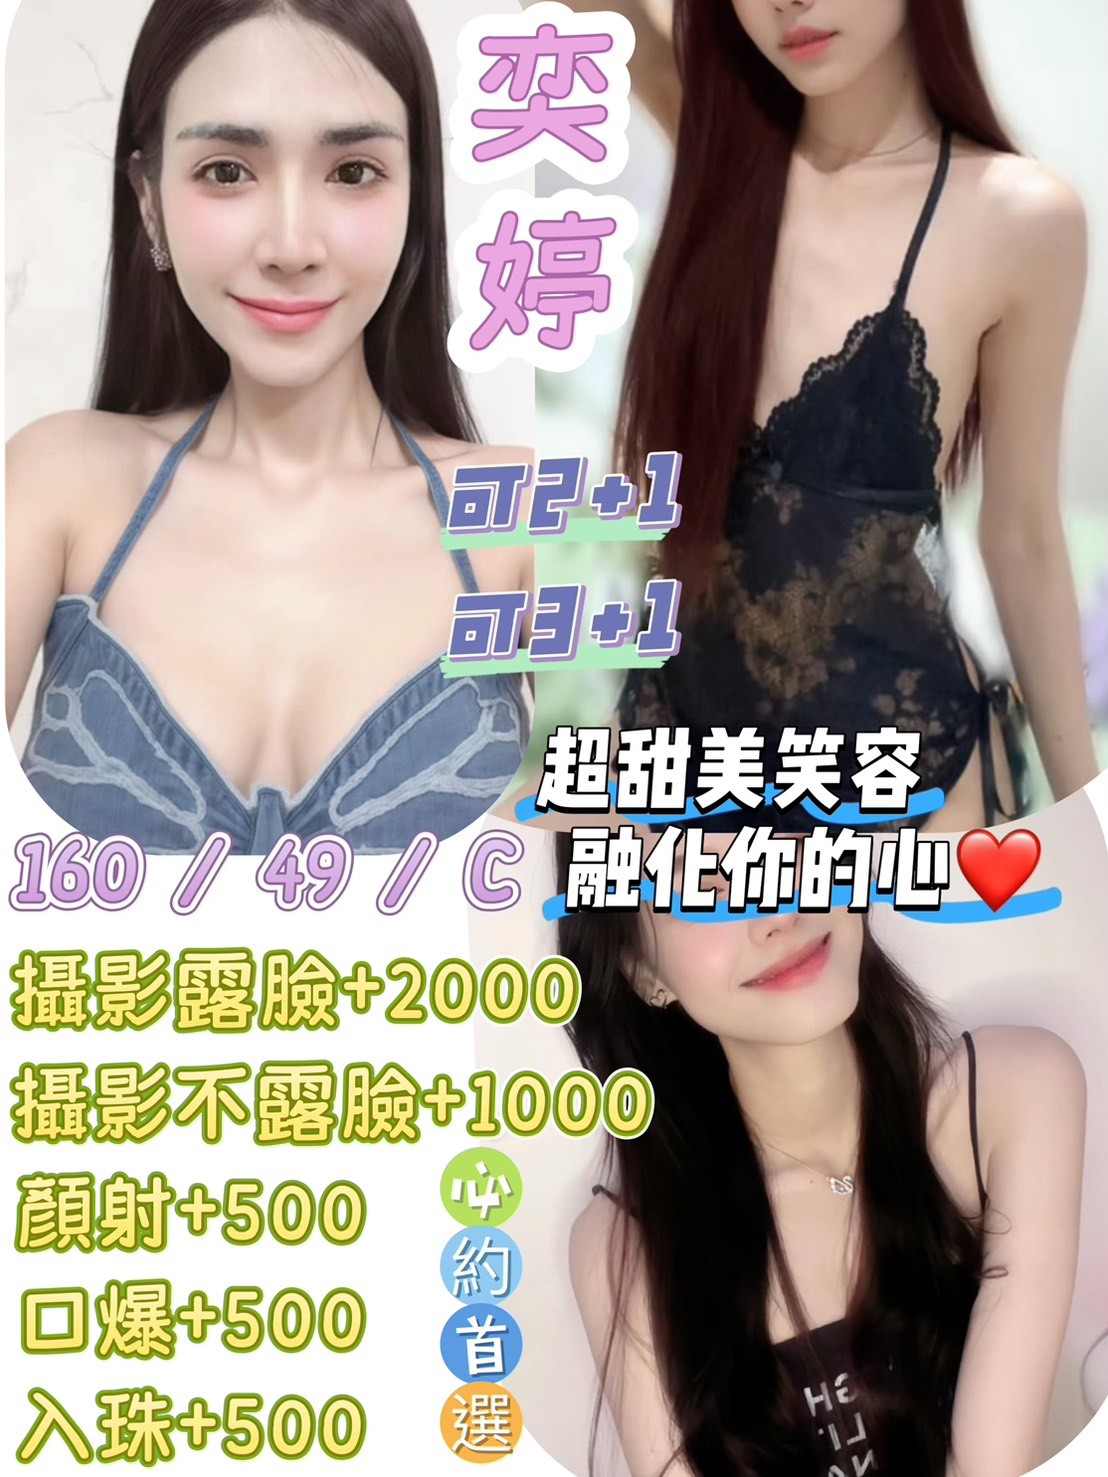 奕婷
可2+1
可3+1
超甜美笑容
融化你的心❤️
160 / 49 / C
攝影露臉+2000
攝影不露臉+1000
顏射+500
口爆+500
入珠+500
必約首選